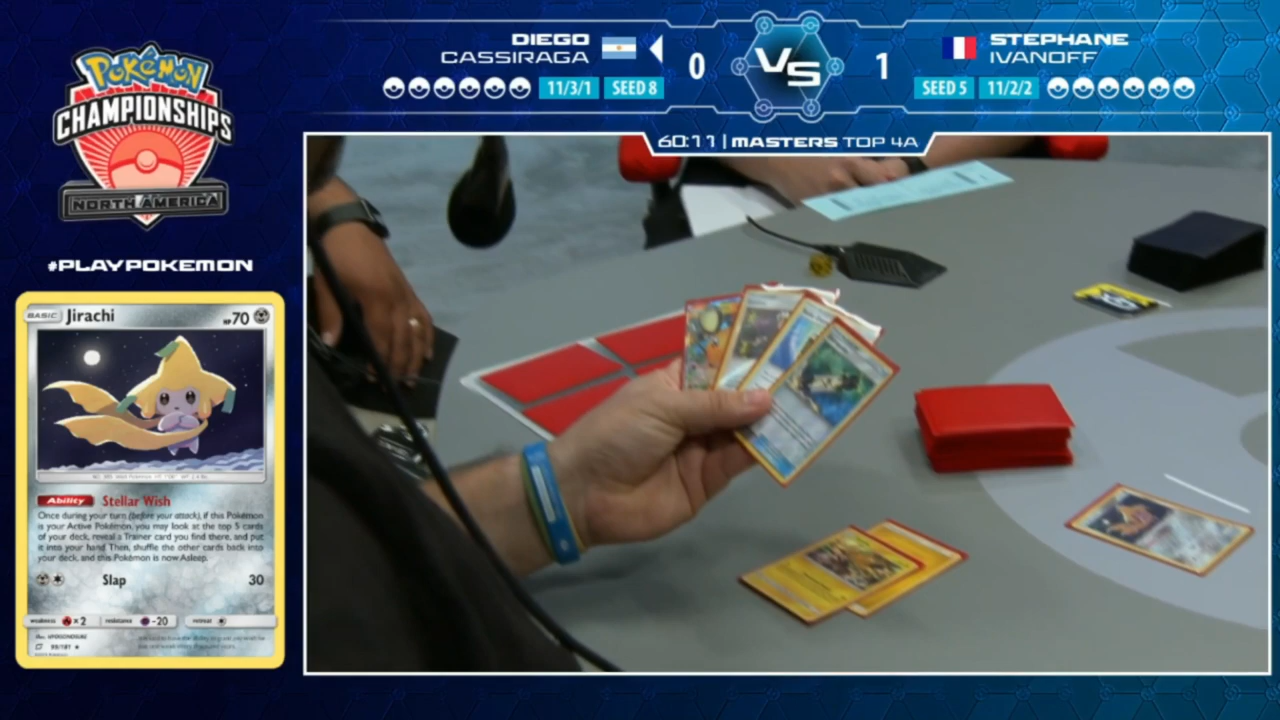 Pokémon
CHAMPIONSHIPS
NORTH AMERICA
#PLAYPOKEMON
DIEGO
CASSIRAGA
11/3/1 SEED 8
0
VS
1
STEPHANE
IVANOFF
SEED 5 11/2/2
60:11 | MASTERS TOP 4A
BASIC Jirachi HP70
Ability Stellar Wish
Once during your turn (before your attack), if this Pokémon
is your Active Pokémon, you may look at the top 5 cards
of your deck, reveal a Trainer card you find there, and put
it into your hand Then, shuffle the other cards back into
your deck, and this Pokémon is now Asleep.
Slap 30
weakness ×2 resistance -20 retreat
99/181